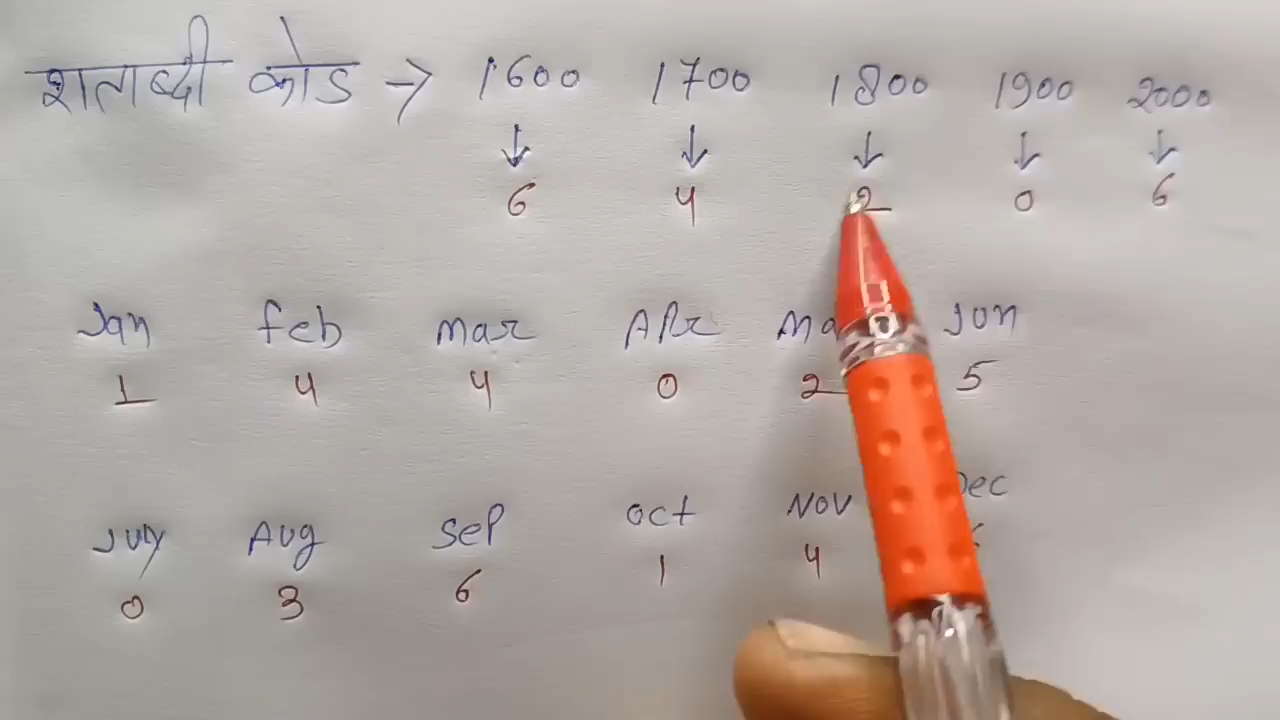 शताब्दी कोड → 1600 1700 1800 1900 2000
↓ ↓ ↓ ↓ ↓
6 4 2 0 6
Jan Feb Mar Apr Jun
1 4 4 0 2 5
July Aug Sep Oct Nov Dec
0 3 6 1 4